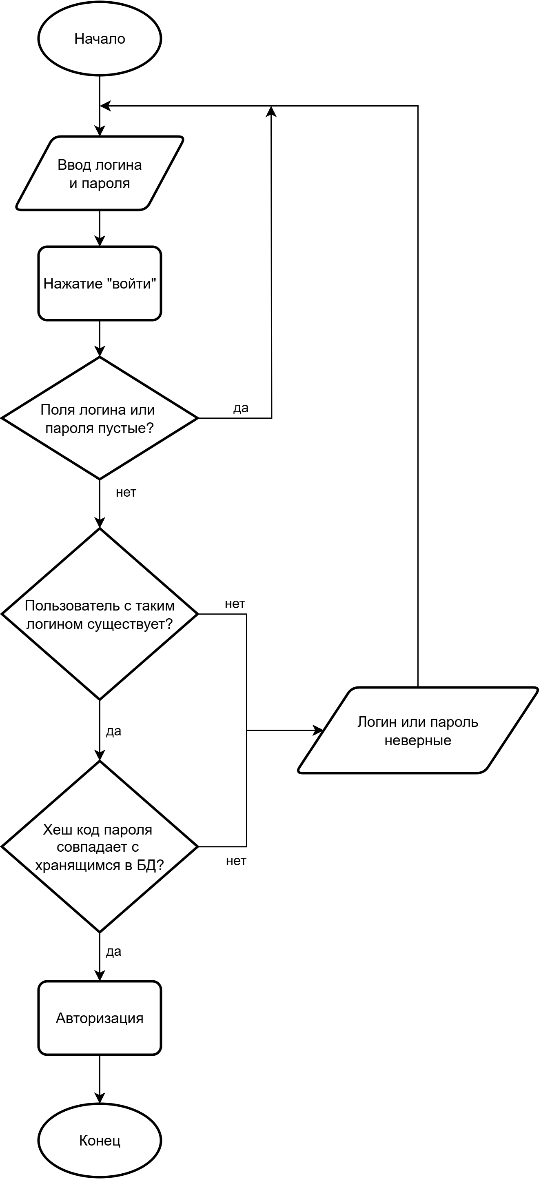 Начало
Ввод логина
и пароля
Нажатие "войти"
Поля логина или
пароля пустые?
да
нет
Пользователь с таким
логином существует?
нет
да
Логин или пароль
неверные
Хеш код пароля
совпадает с
хранящимся в БД?
нет
да
Авторизация
Конец